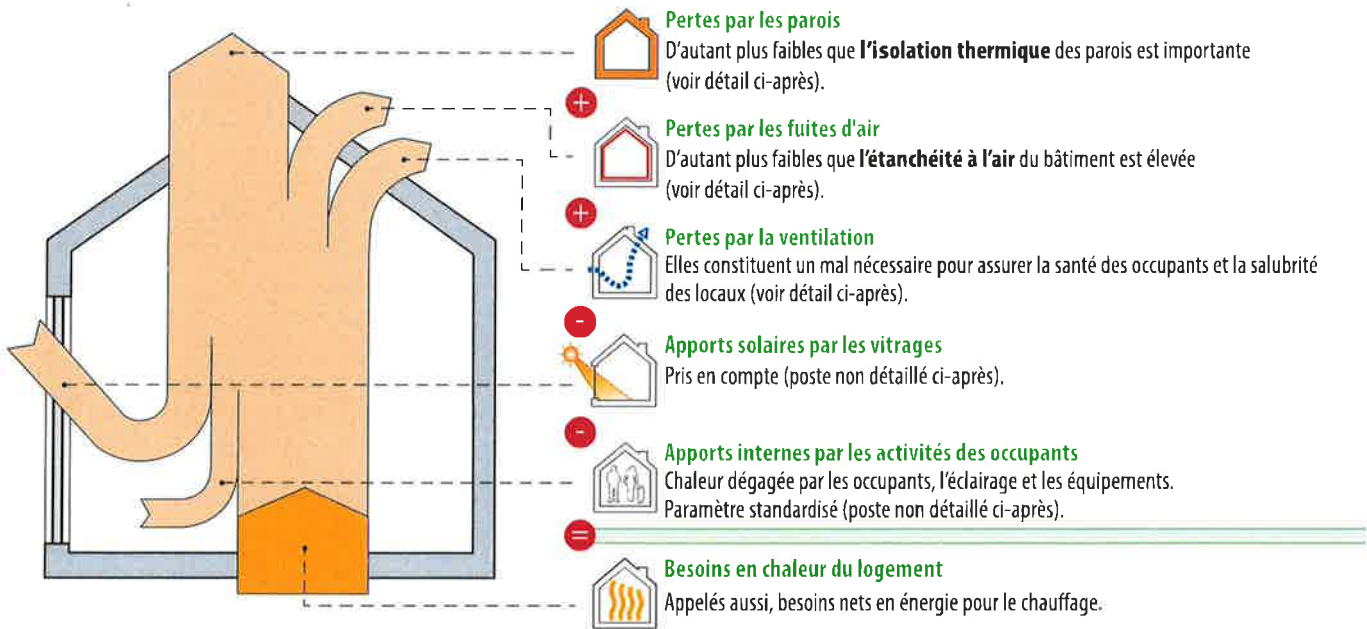 Pertes par les parois
D'autant plus faibles que l'isolation thermique des parois est importante
(voir détail ci-après).
+
Pertes par les fuites d'air
D'autant plus faibles que l'étanchéité à l'air du bâtiment est élevée
(voir détail ci-après).
+
Pertes par la ventilation
Elles constituent un mal nécessaire pour assurer la santé des occupants et la salubrité
des locaux (voir détail ci-après).
-
Apports solaires par les vitrages
Pris en compte (poste non détaillé ci-après).
-
Apports internes par les activités des occupants
Chaleur dégagée par les occupants, l'éclairage et les équipements.
Paramètre standardisé (poste non détaillé ci-après).
=
Besoins en chaleur du logement
Appelés aussi, besoins nets en énergie pour le chauffage.